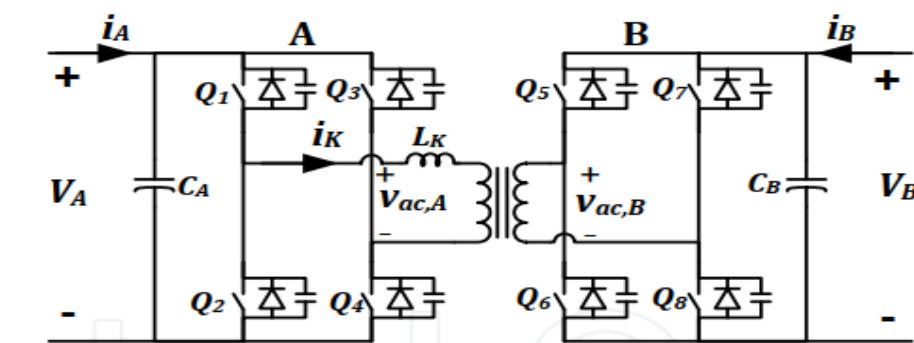 iA A B iB
+ Q1 Q3 Q5 Q7 +
iK LK
VA CA + vac,A + vac,B CB VB
- -
Q2 Q4 Q6 Q8
- -